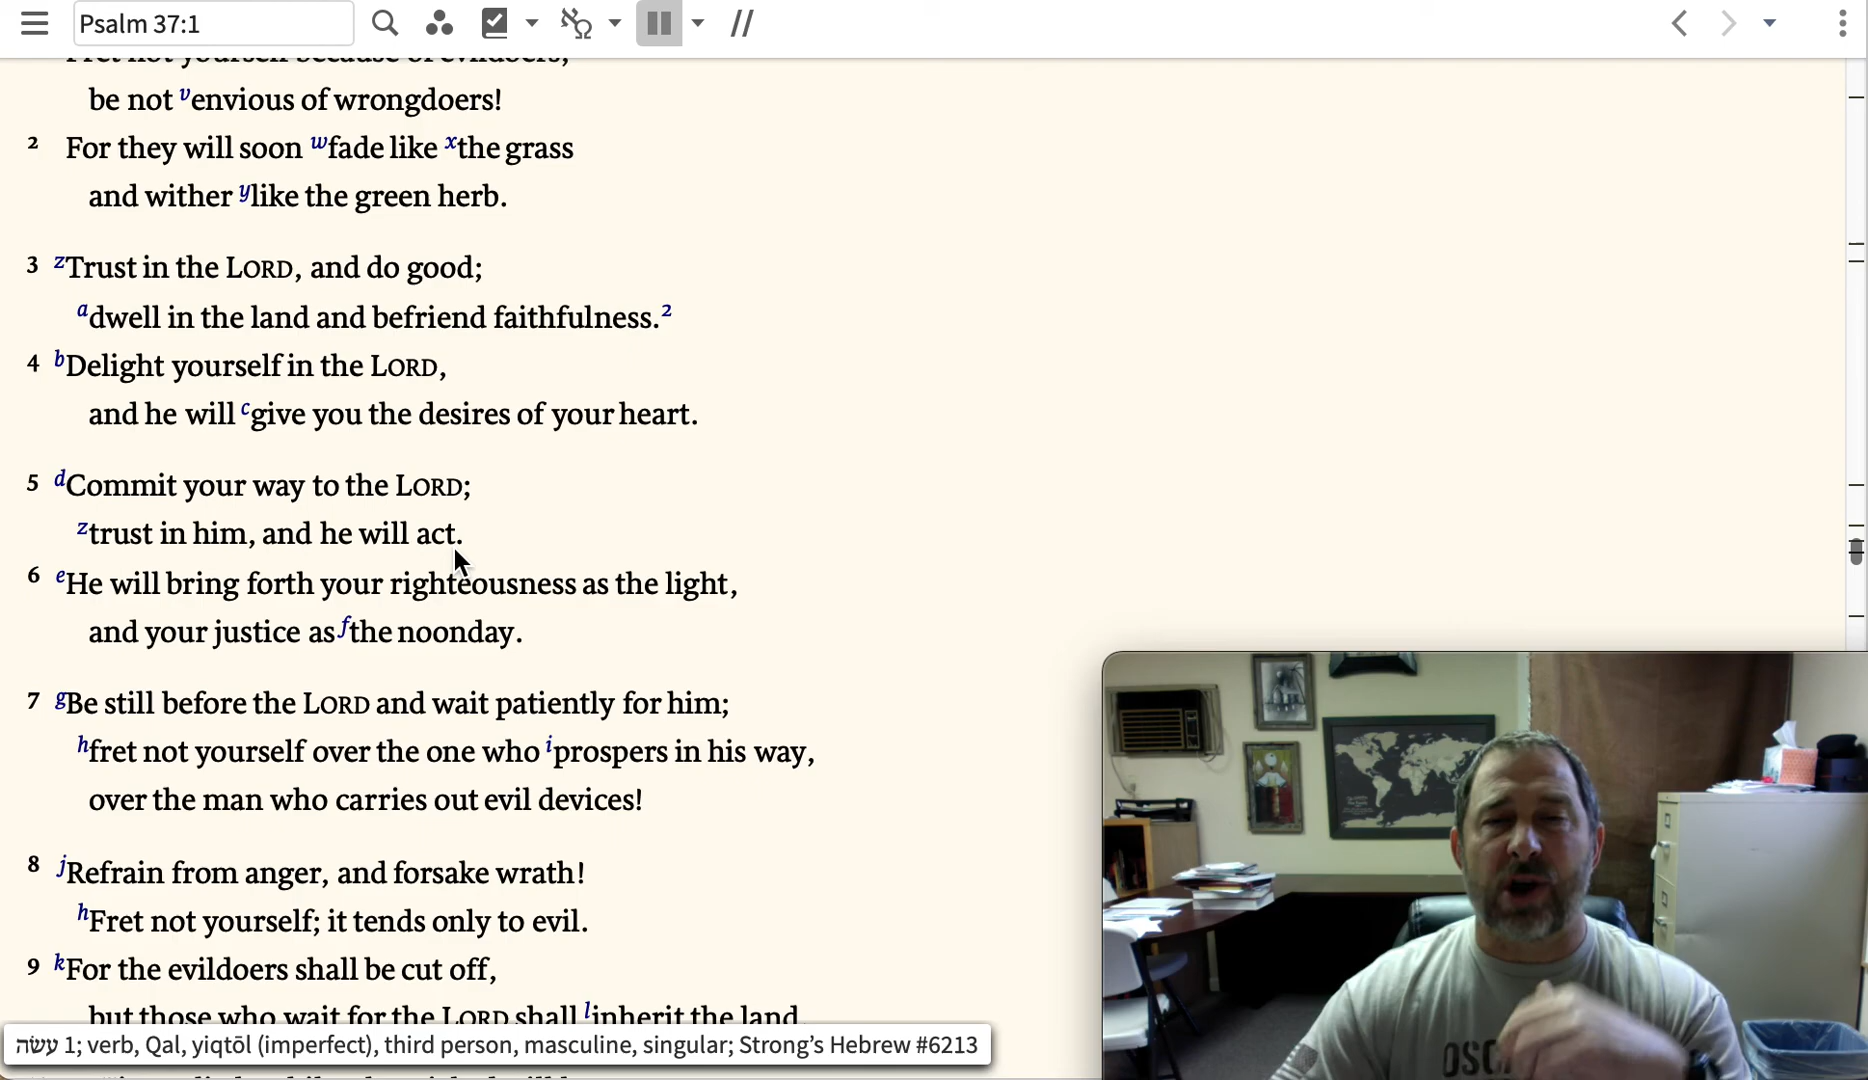 Psalm 37:1
Fret not yourself because of evildoers,
be not venvious of wrongdoers!
2 For they will soon wfade like xthe grass
and wither ylike the green herb.
3 zTrust in the LORD, and do good;
adwell in the land and befriend faithfulness.2
4 bDelight yourself in the LORD,
and he will cgive you the desires of your heart.
5 dCommit your way to the LORD;
ztrust in him, and he will act.
6 eHe will bring forth your righteousness as the light,
and your justice as fthe noonday.
7 gBe still before the LORD and wait patiently for him;
hfret not yourself over the one who iprospers in his way,
over the man who carries out evil devices!
8 jRefrain from anger, and forsake wrath!
hFret not yourself; it tends only to evil.
9 kFor the evildoers shall be cut off,
but those who wait for the LORD shall linherit the land.
עשׂה 1; verb, Qal, yiqtōl (imperfect), third person, masculine, singular; Strong's Hebrew #6213